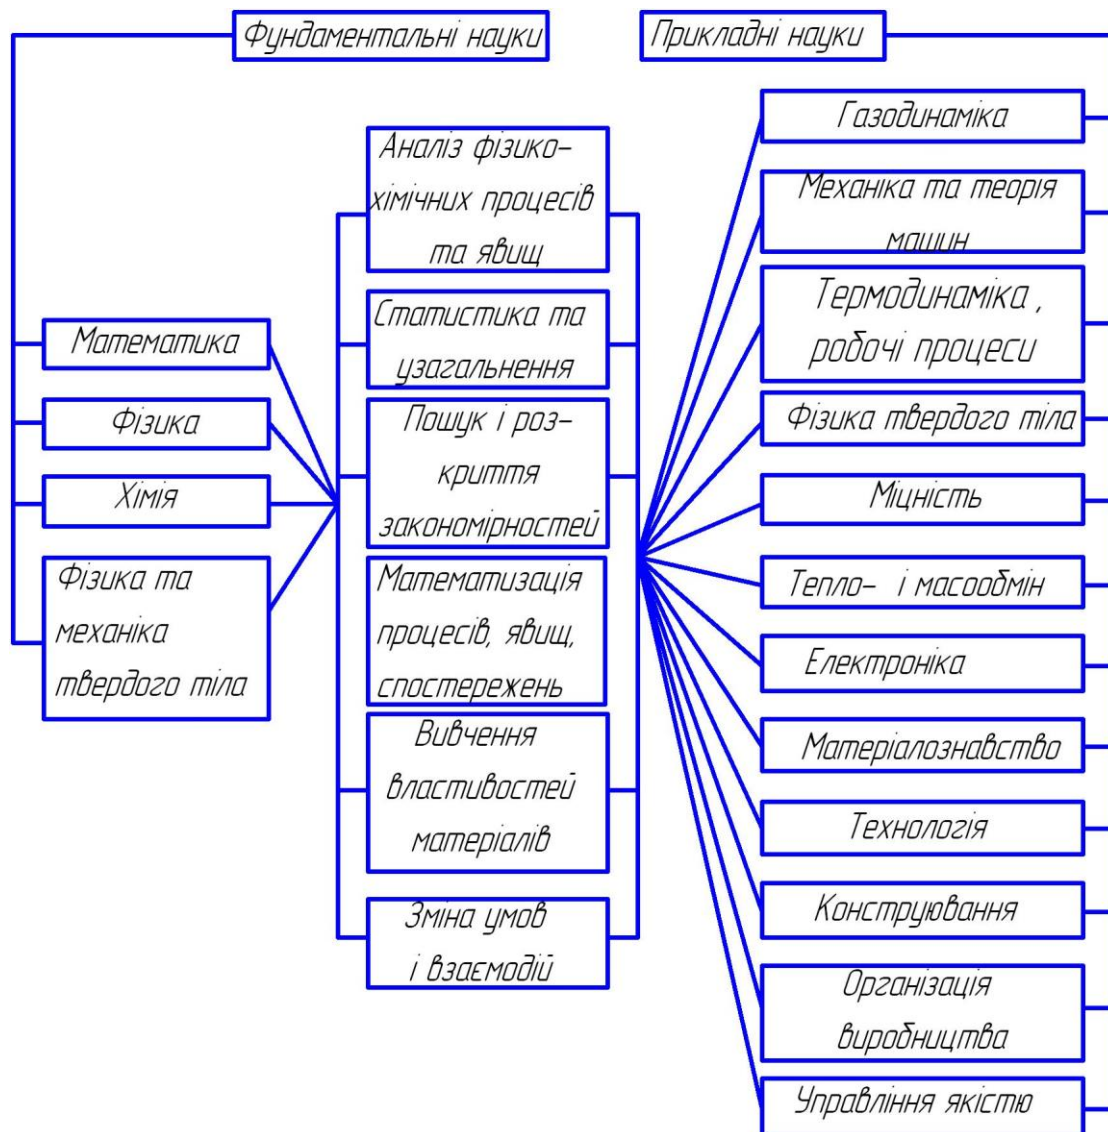 Фундаментальні науки
Прикладні науки
Математика
Фізика
Хімія
Фізика та
механіка
твердого тіла
Аналіз фізико-
хімічних процесів
та явищ
Статистика та
узагальнення
Пошук і роз-
криття
закономірностей
Математизація
процесів, явищ,
спостережень
Вивчення
властивостей
матеріалів
Зміна умов
і взаємодій
Газодинаміка
Механіка та теорія
машин
Термодинаміка ,
робочі процеси
Фізика твердого тіла
Міцність
Тепло- і масообмін
Електроніка
Матеріалознавство
Технологія
Конструювання
Організація
виробництва
Управління якістю